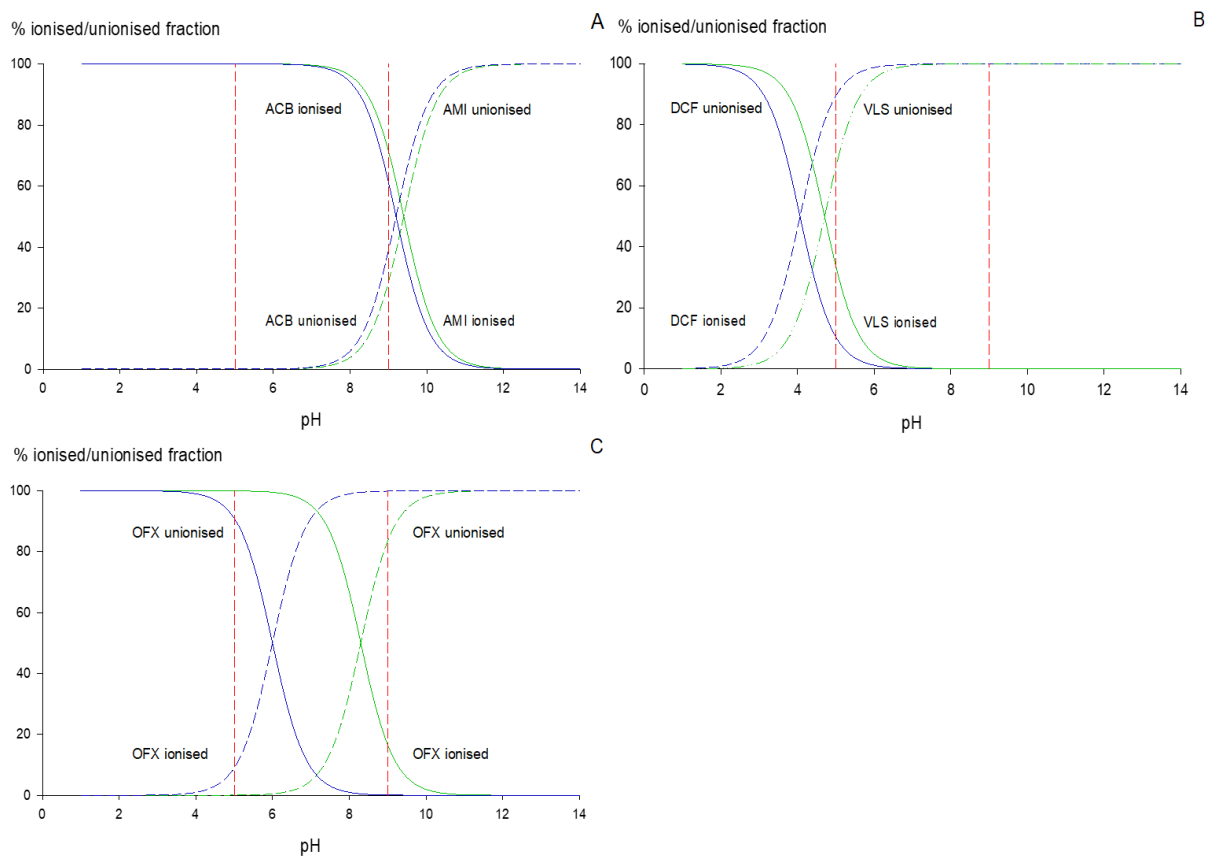 % ionised/unionised fraction
A
100
80
60
40
20
0
ACB ionised
AMI unionised
ACB unionised
AMI ionised
0 2 4 6 8 10 12 14
pH
% ionised/unionised fraction
B
100
80
60
40
20
0
DCF unionised
VLS unionised
DCF ionised
VLS ionised
0 2 4 6 8 10 12 14
pH
% ionised/unionised fraction
C
100
80
60
40
20
0
OFX unionised
OFX unionised
OFX ionised
OFX ionised
0 2 4 6 8 10 12 14
pH